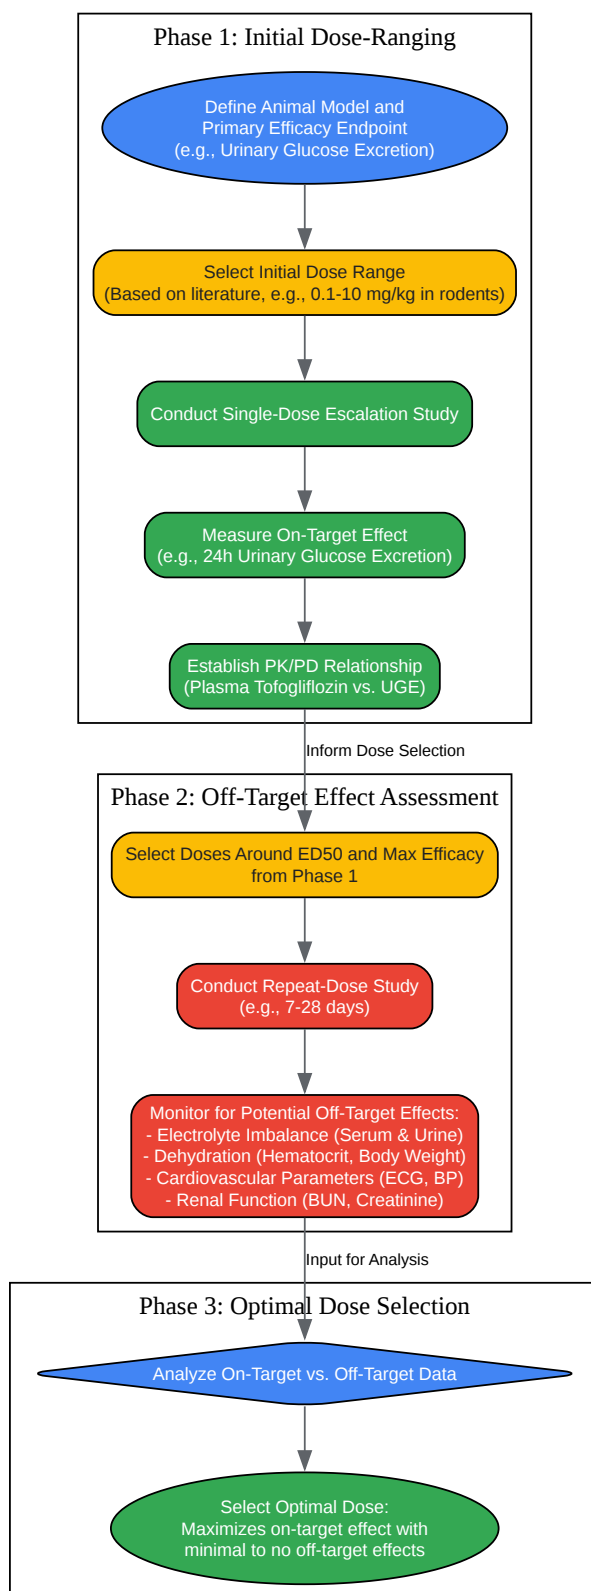 Phase 1: Initial Dose-Ranging
Define Animal Model and
Primary Efficacy Endpoint
(e.g., Urinary Glucose Excretion)
Select Initial Dose Range
(Based on literature, e.g., 0.1-10 mg/kg in rodents)
Conduct Single-Dose Escalation Study
Measure On-Target Effect
(e.g., 24h Urinary Glucose Excretion)
Establish PK/PD Relationship
(Plasma Tofogliflozin vs. UGE)
Inform Dose Selection
Phase 2: Off-Target Effect Assessment
Select Doses Around ED50 and Max Efficacy
from Phase 1
Conduct Repeat-Dose Study
(e.g., 7-28 days)
Monitor for Potential Off-Target Effects:
- Electrolyte Imbalance (Serum & Urine)
- Dehydration (Hematocrit, Body Weight)
- Cardiovascular Parameters (ECG, BP)
- Renal Function (BUN, Creatinine)
Input for Analysis
Phase 3: Optimal Dose Selection
Analyze On-Target vs. Off-Target Data
Select Optimal Dose:
Maximizes on-target effect with
minimal to no off-target effects